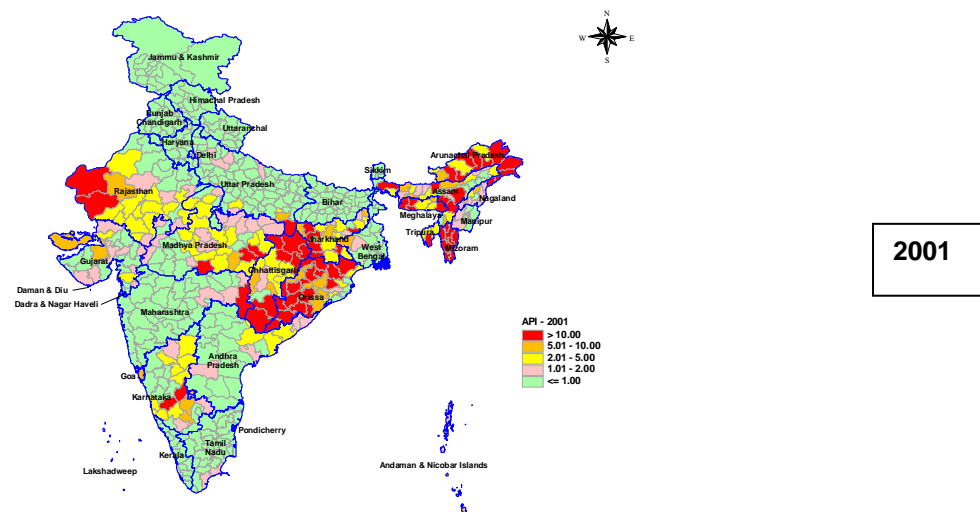 N
W E
S
Jammu & Kashmir
Himachal Pradesh
Punjab
Chandigarh
Uttaranchal
Haryana
Delhi
Arunachal Pradesh
Sikkim
Rajasthan
Uttar Pradesh
Assam
Nagaland
Bihar
Meghalaya
Manipur
Tripura
Mizoram
Jharkhand
Madhya Pradesh
West
Bengal
Gujarat
Chhattisgarh
Daman & Diu
Dadra & Nagar Haveli
Orissa
Maharashtra
Andhra
Pradesh
Goa
Karnataka
Pondicherry
Tamil
Nadu
Kerala
Lakshadweep
Andaman & Nicobar Islands
API - 2001
> 10.00
5.01 - 10.00
2.01 - 5.00
1.01 - 2.00
<= 1.00
2001